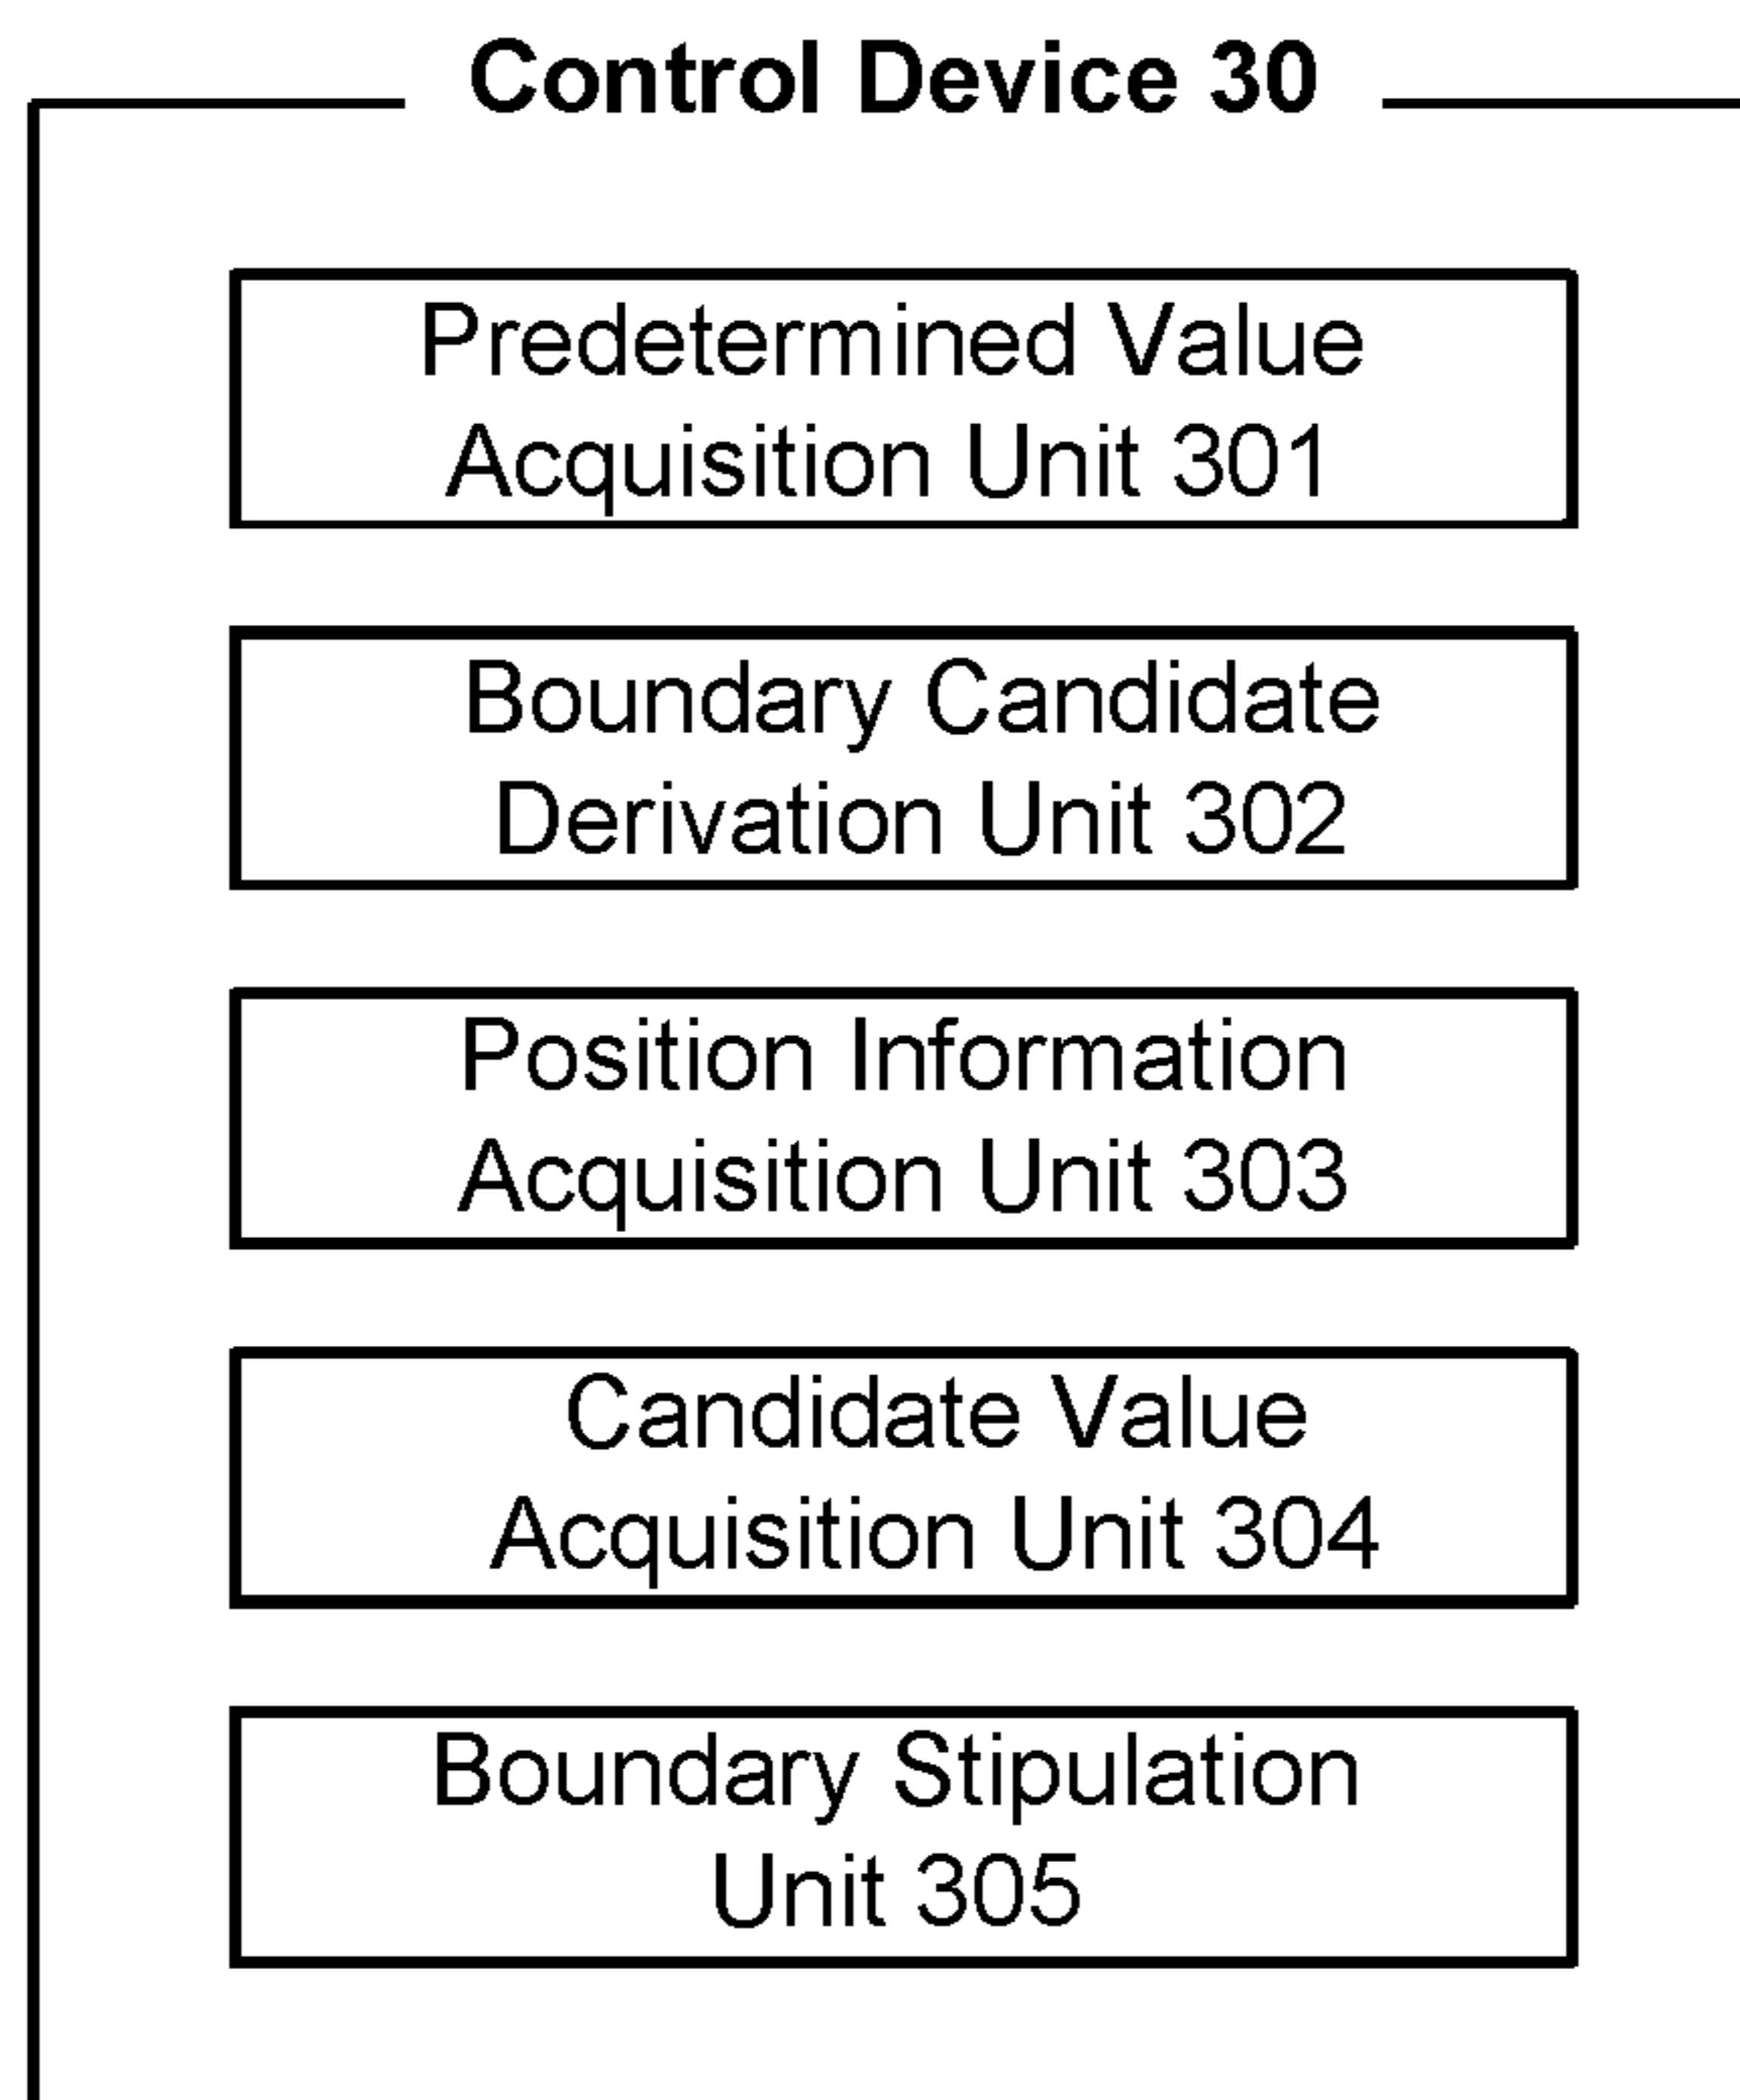 Control Device 30
Predetermined Value
Acquisition Unit 301
Boundary Candidate
Derivation Unit 302
Position Information
Acquisition Unit 303
Candidate Value
Acquisition Unit 304
Boundary Stipulation
Unit 305